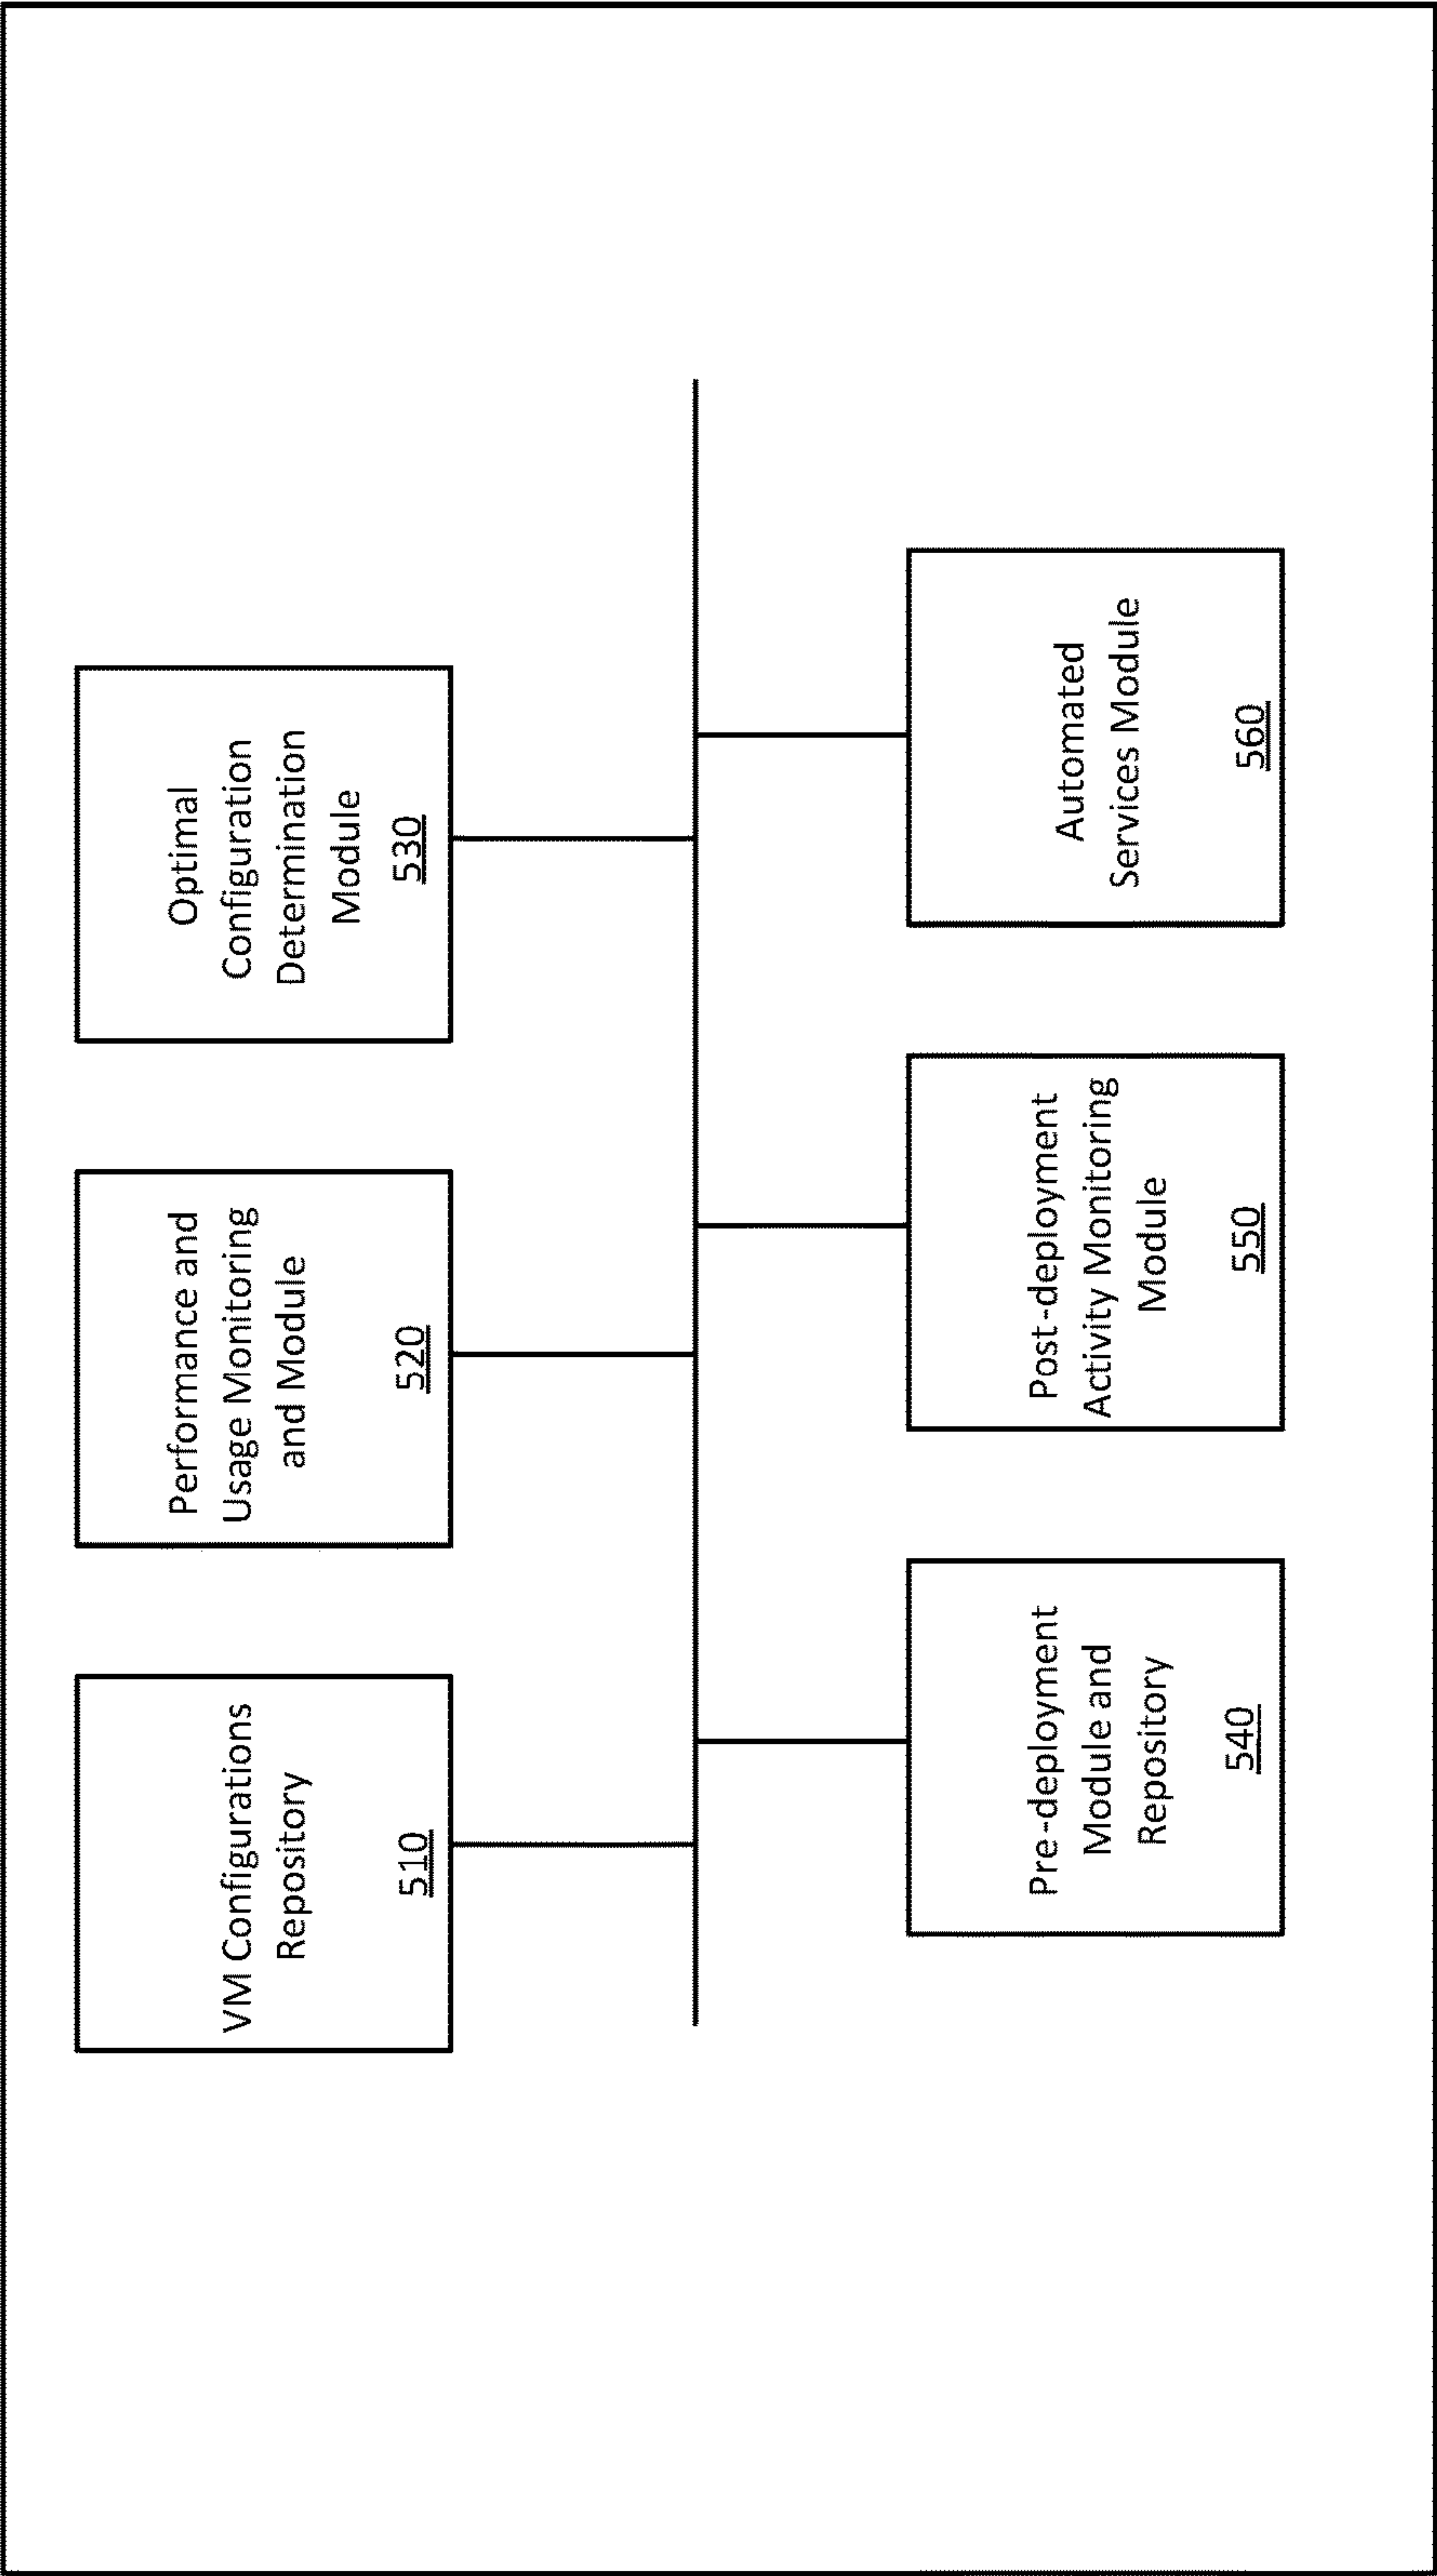 VM Configurations
Repository
510
Performance and
Usage Monitoring
and Module
520
Optimal
Configuration
Determination
Module
530
Pre-deployment
Module and
Repository
540
Post-deployment
Activity Monitoring
Module
550
Automated
Services Module
560